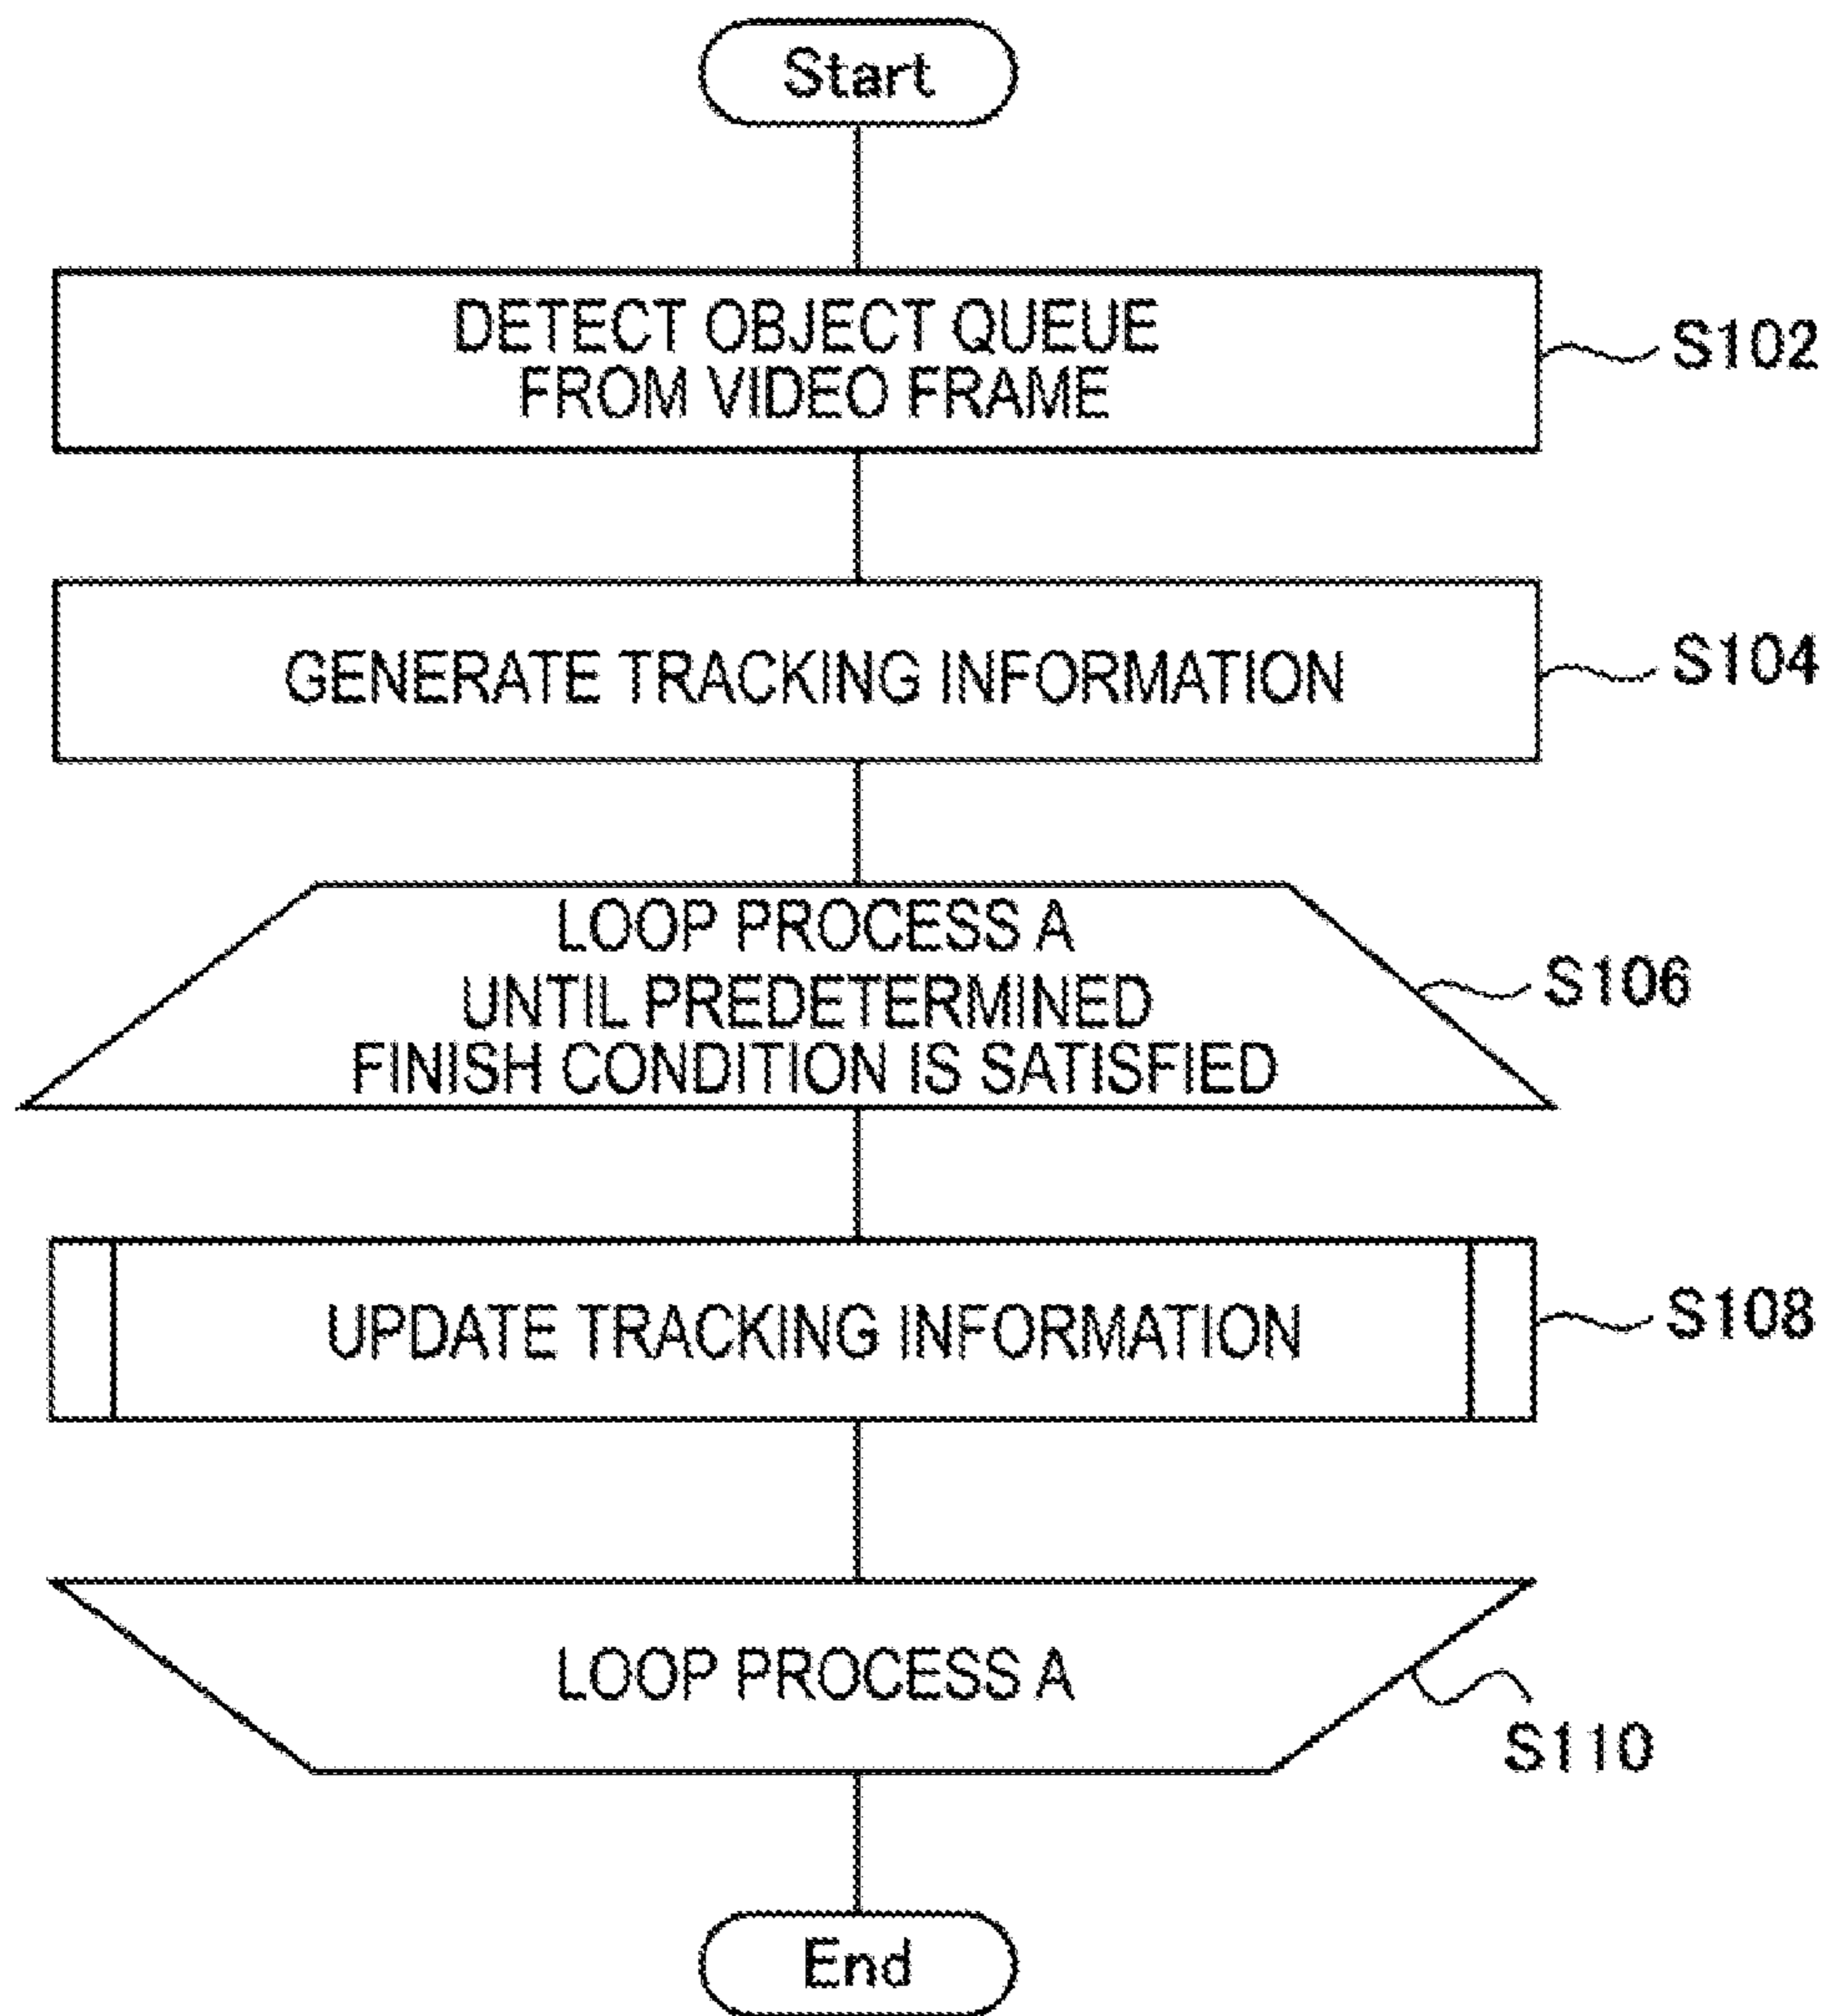 Start
DETECT OBJECT QUEUE
FROM VIDEO FRAME
S102
GENERATE TRACKING INFORMATION
S104
LOOP PROCESS A
UNTIL PREDETERMINED
FINISH CONDITION IS SATISFIED
S106
UPDATE TRACKING INFORMATION
S108
LOOP PROCESS A
S110
End